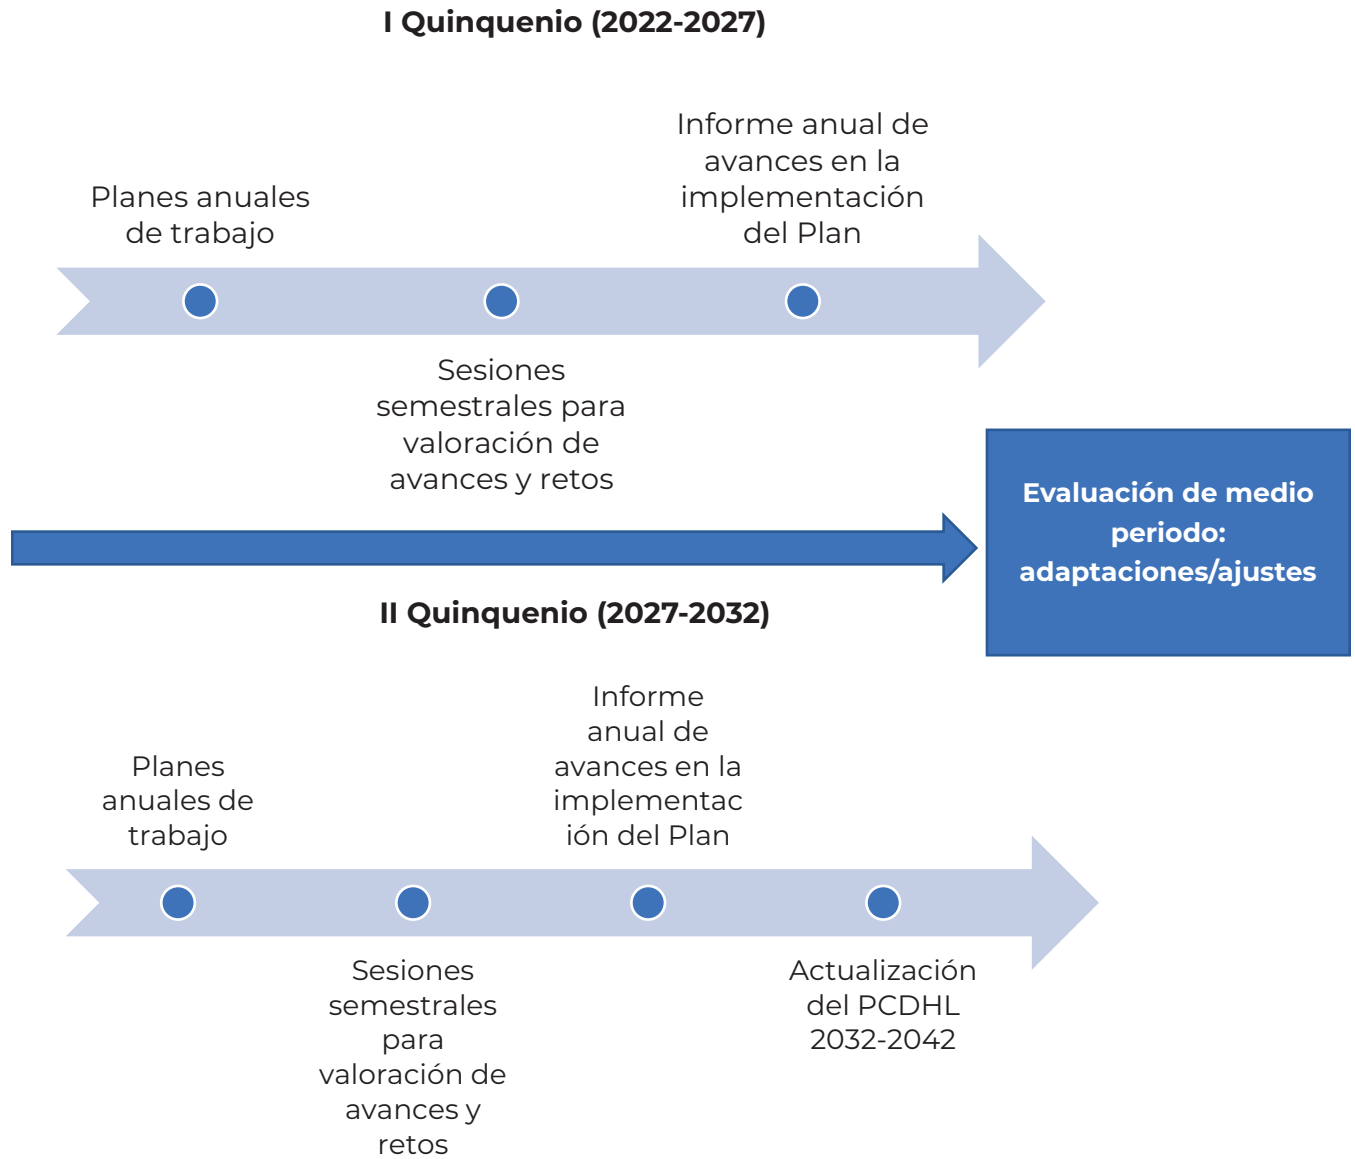 I Quinquenio (2022-2027)
Planes anuales
de trabajo
Sesiones
semestrales para
valoración de
avances y retos
Informe anual de
avances en la
implementación
del Plan
Evaluación de medio
periodo:
adaptaciones/ajustes
II Quinquenio (2027-2032)
Planes
anuales de
trabajo
Sesiones
semestrales
para
valoración de
avances y
retos
Informe
anual de
avances en la
implementac
ión del Plan
Actualización
del PCDHL
2032-2042